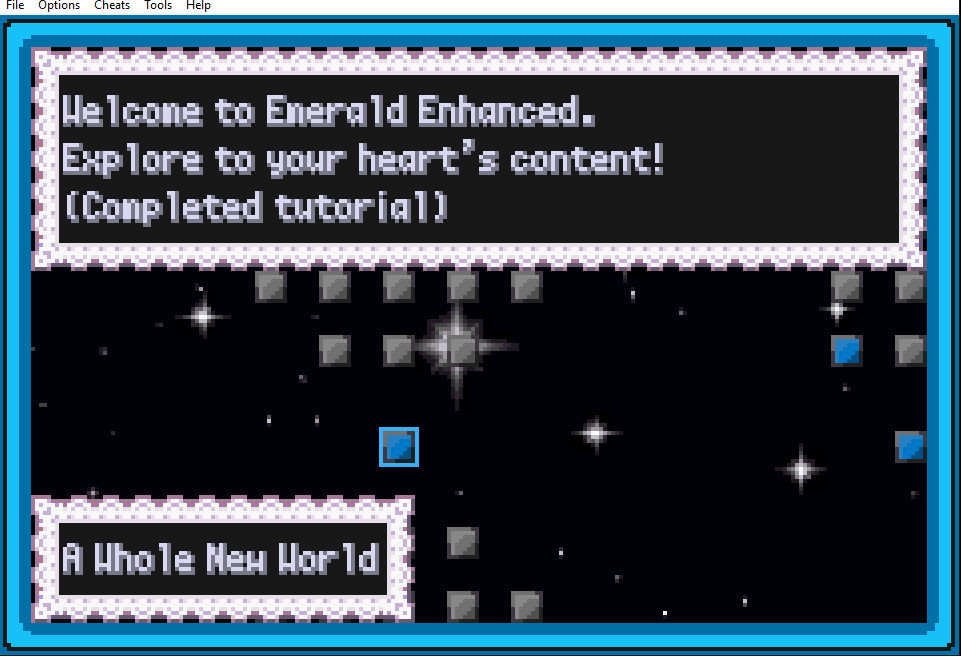 File Options Cheats Tools Help
Welcome to Emerald Enhanced.
Explore to your heart's content!
(Completed tutorial)
A Whole New World